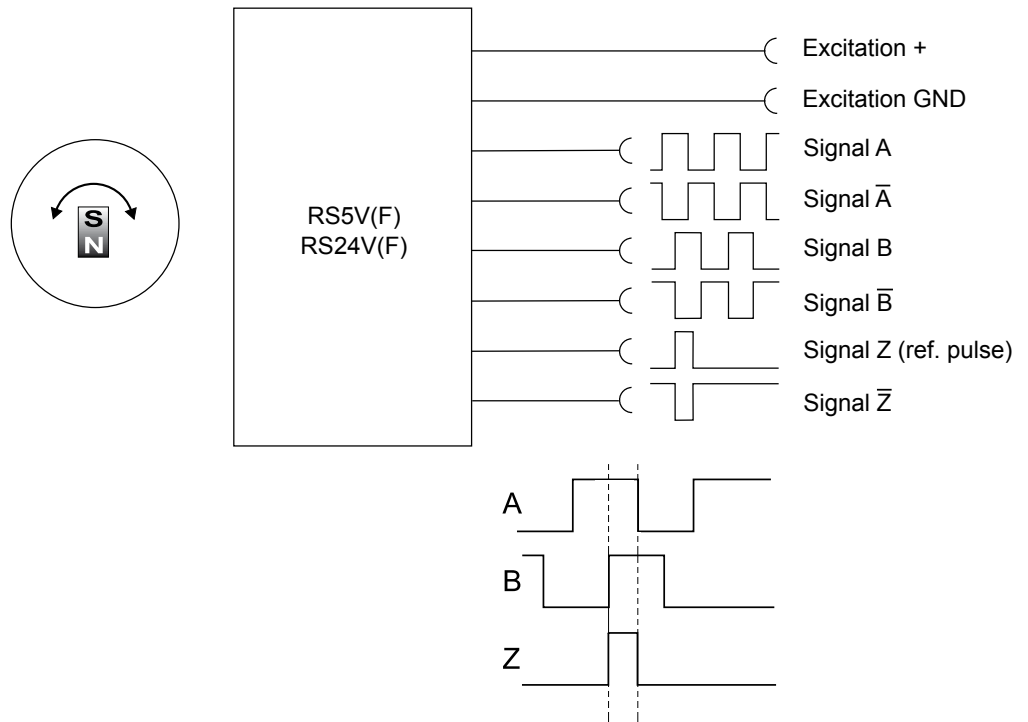 Excitation +
Excitation GND
Signal A
Signal A̅
Signal B
Signal B̅
Signal Z (ref. pulse)
Signal Z̅
RS5V(F)
RS24V(F)
S
N
A
B
Z